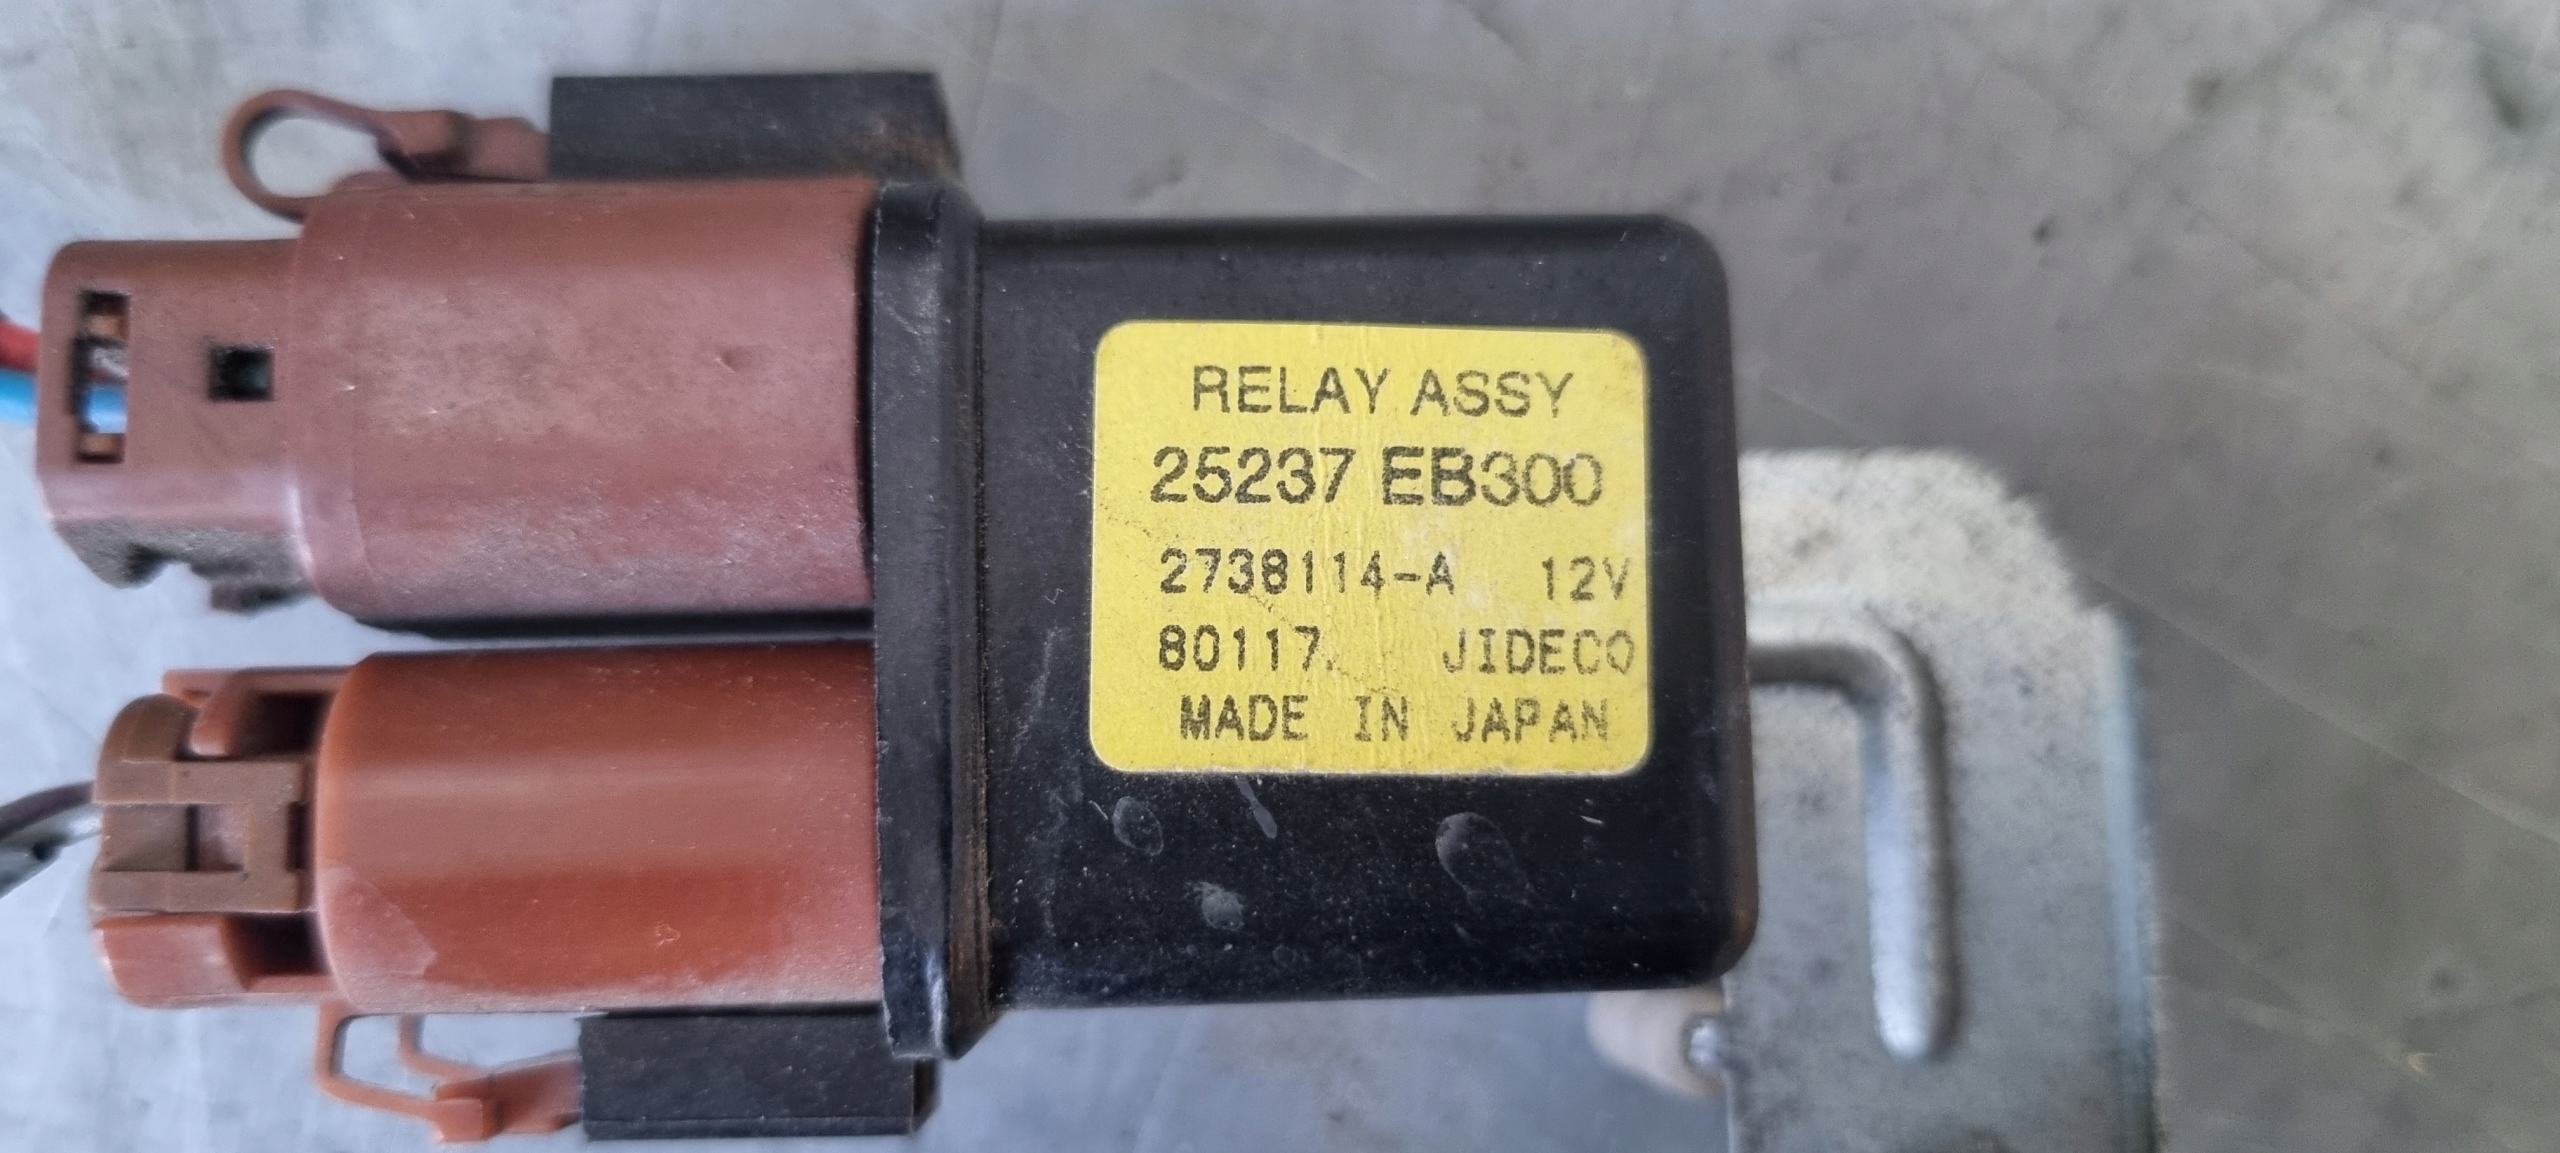 RELAY ASSY
25237 EB300
2738114-A 12V
80117. JIDECO
MADE IN JAPAN